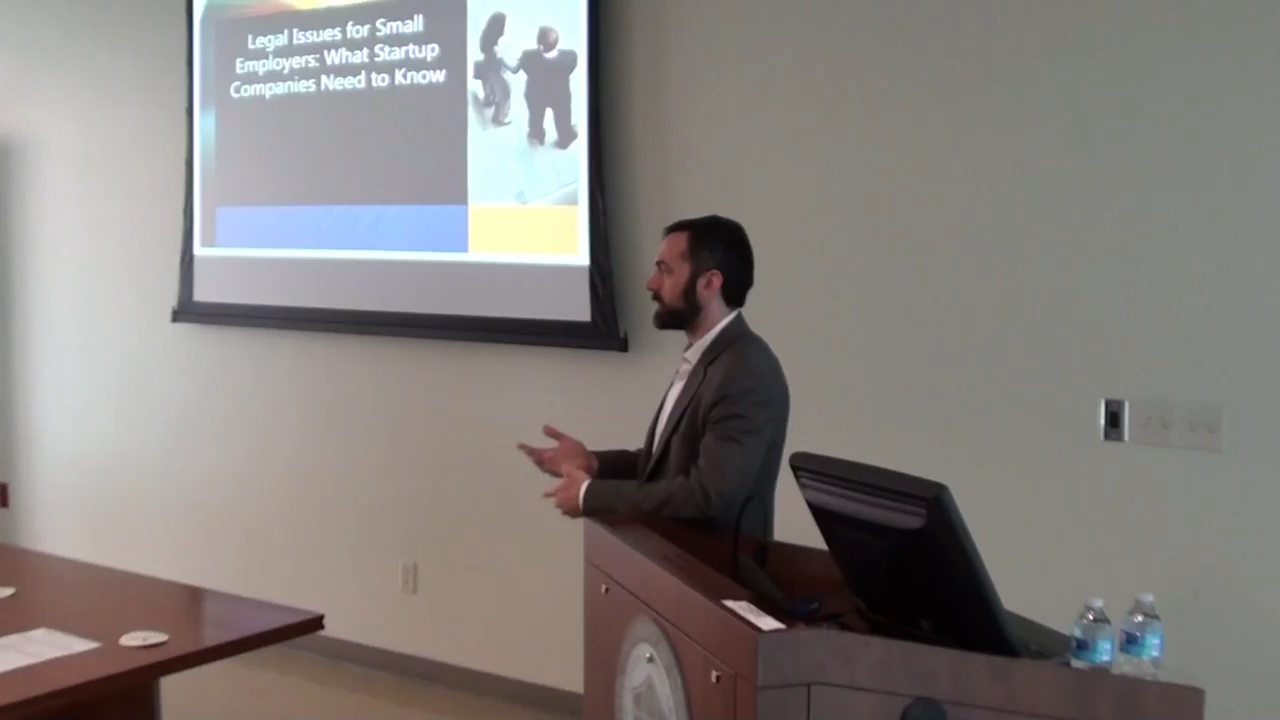 Legal Issues for Small
Employers: What Startup
Companies Need to Know